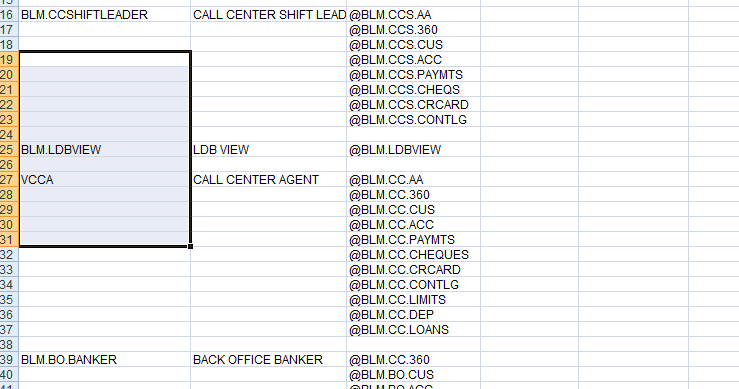 16 BLM.CCSHIFTLEADER CALL CENTER SHIFT LEAD @BLM.CCS.AA
17 @BLM.CCS.360
18 @BLM.CCS.CUS
19 @BLM.CCS.ACC
20 @BLM.CCS.PAYMTS
21 @BLM.CCS.CHEQS
22 @BLM.CCS.CRCARD
23 @BLM.CCS.CONTLG
24
25 BLM.LDBVIEW LDB VIEW @BLM.LDBVIEW
26
27 VCCA CALL CENTER AGENT @BLM.CC.AA
28 @BLM.CC.360
29 @BLM.CC.CUS
30 @BLM.CC.ACC
31 @BLM.CC.PAYMTS
32 @BLM.CC.CHEQUES
33 @BLM.CC.CRCARD
34 @BLM.CC.CONTLG
35 @BLM.CC.LIMITS
36 @BLM.CC.DEP
37 @BLM.CC.LOANS
38
39 BLM.BO.BANKER BACK OFFICE BANKER @BLM.CC.360
40 @BLM.BO.CUS
41 @BLM.BO.ACC